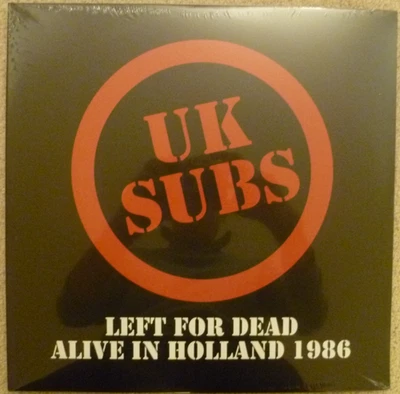 UK
SUBS
LEFT FOR DEAD
ALIVE IN HOLLAND 1986